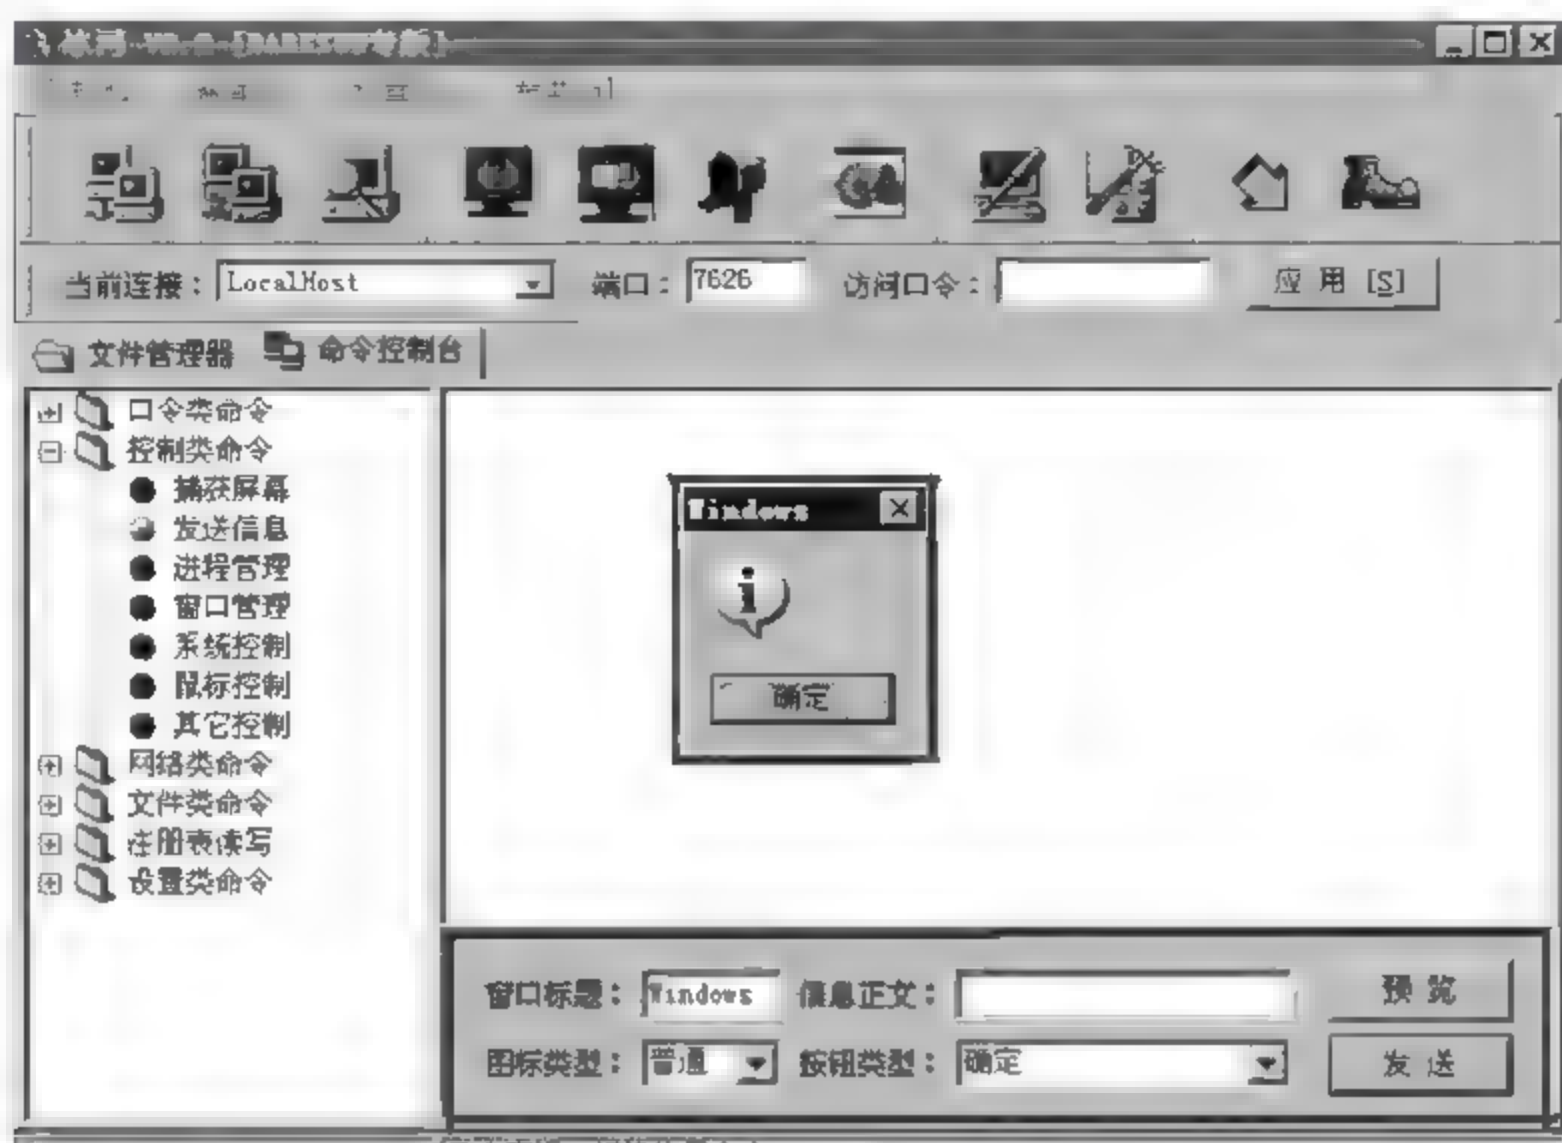 当前连接： LocalHost 端口： 7626 访问口令： 应 用 [S]
文件管理器 命令控制台
口令类命令
控制类命令
捕获屏幕
发送信息
进程管理
窗口管理
系统控制
鼠标控制
其它控制
网络类命令
文件类命令
注册表读写
设置类命令
Windows
确定
窗口标题： Windows 信息正文： 预 览
图标类型： 普通 按钮类型： 确定 发 送